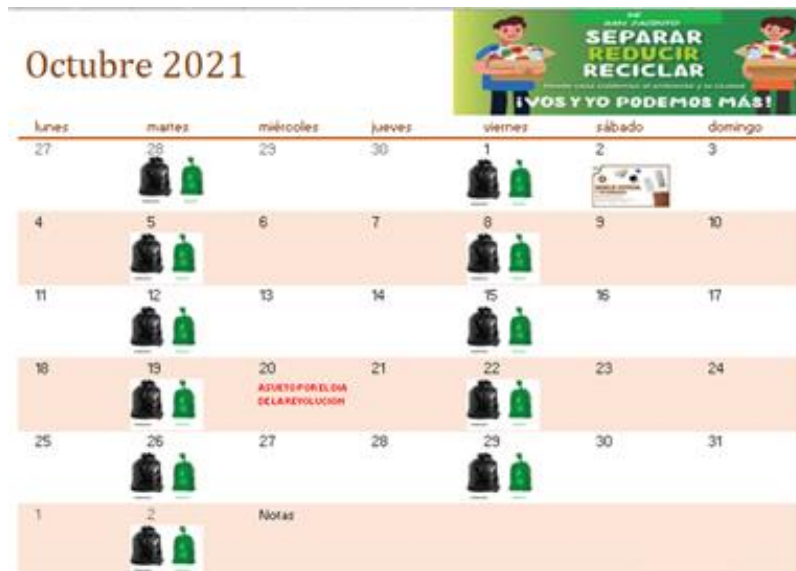 Octubre 2021
DE
SAN JACINTO
SEPARAR
REDUCIR
RECICLAR
¡VOS Y YO PODEMOS MÁS!
lunes martes miércoles jueves viernes sábado domingo
27 28 29 30 1 2 3
4 5 6 7 8 9 10
11 12 13 14 15 16 17
18 19 20 21 22 23 24
ASUETO POR EL DIA
DE LA REVOLUCION
25 26 27 28 29 30 31
1 2 Notas